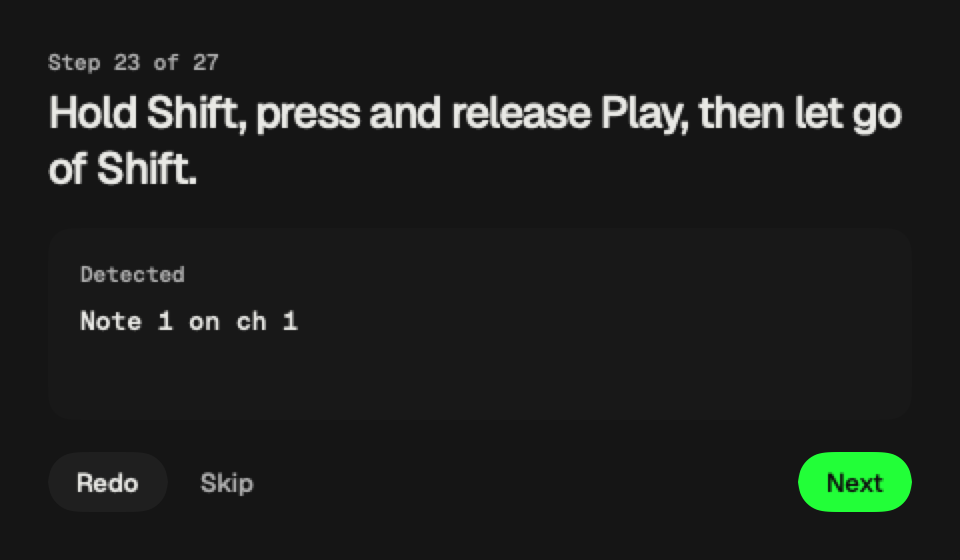 Step 23 of 27
Hold Shift, press and release Play, then let go
of Shift.
Detected
Note 1 on ch 1
Redo
Skip
Next